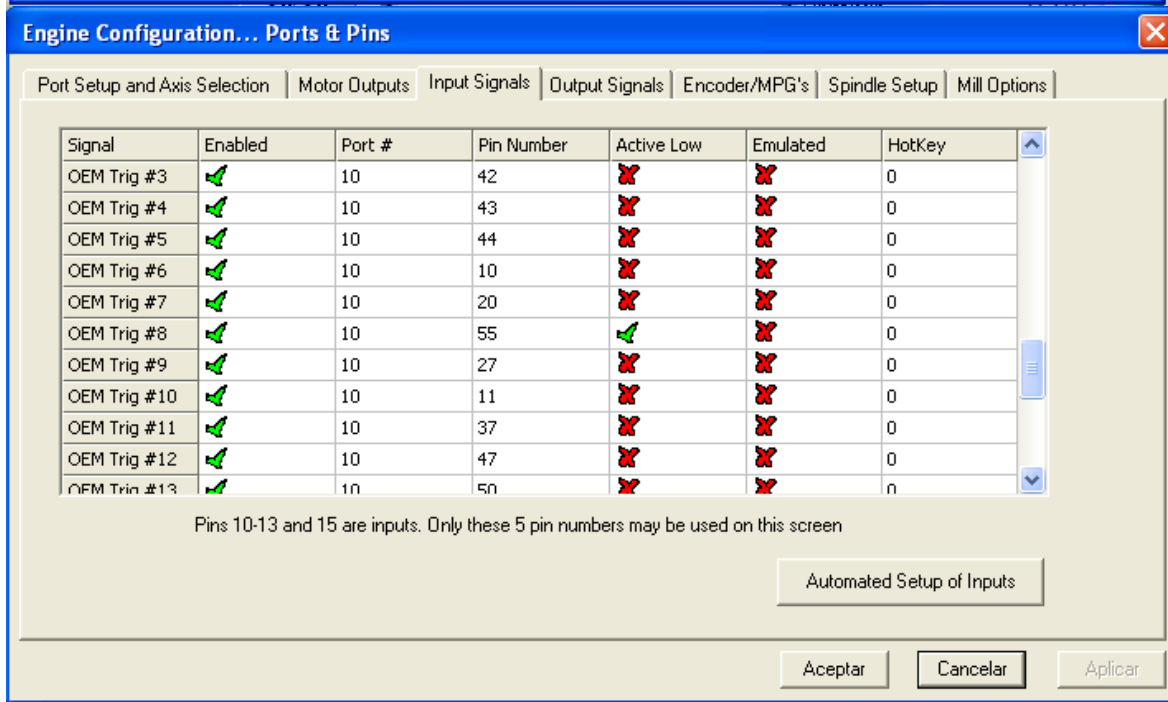 Engine Configuration... Ports & Pins
Port Setup and Axis Selection Motor Outputs Input Signals Output Signals Encoder/MPG's Spindle Setup Mill Options
Signal Enabled Port # Pin Number Active Low Emulated HotKey
OEM Trig #3 10 42 0
OEM Trig #4 10 43 0
OEM Trig #5 10 44 0
OEM Trig #6 10 10 0
OEM Trig #7 10 20 0
OEM Trig #8 10 55 0
OEM Trig #9 10 27 0
OEM Trig #10 10 11 0
OEM Trig #11 10 37 0
OEM Trig #12 10 47 0
OEM Trig #13 10 50 0
Pins 10-13 and 15 are inputs. Only these 5 pin numbers may be used on this screen
Automated Setup of Inputs
Aceptar Cancelar Aplicar